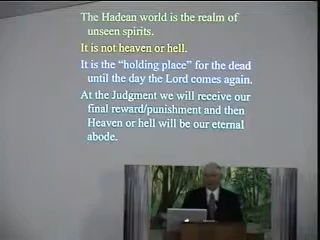 The Hadean world is the realm of
unseen spirits.
It is not heaven or hell.
It is the “holding place” for the dead
until the day the Lord comes again.
At the Judgment we will receive our
final reward/punishment and then
Heaven or hell will be our eternal
abode.